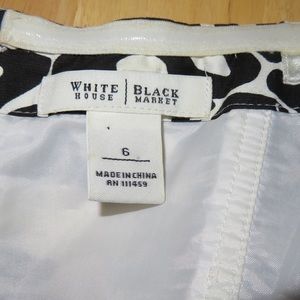 WHITE | BLACK
HOUSE | MARKET
6
MADE IN CHINA
RN 111459